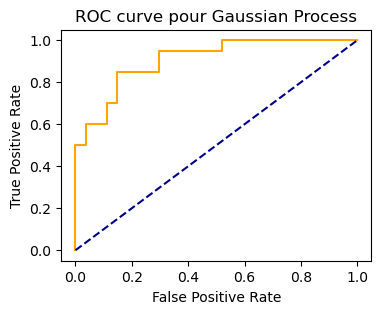 ROC curve pour Gaussian Process
True Positive Rate
1.0
0.8
0.6
0.4
0.2
0.0
0.0 0.2 0.4 0.6 0.8 1.0
False Positive Rate